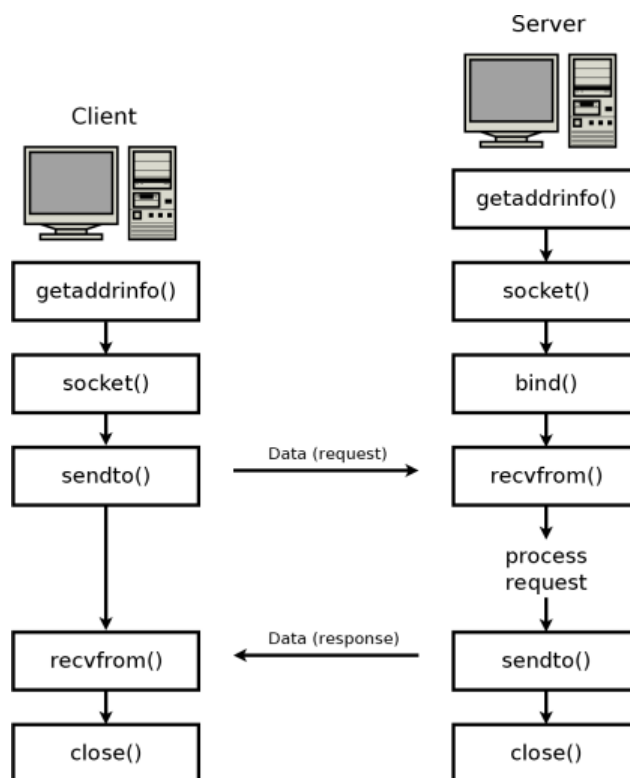 Server
Client
getaddrinfo()
getaddrinfo()
socket()
socket()
bind()
sendto()
Data (request)
recvfrom()
process
request
recvfrom()
Data (response)
sendto()
close()
close()